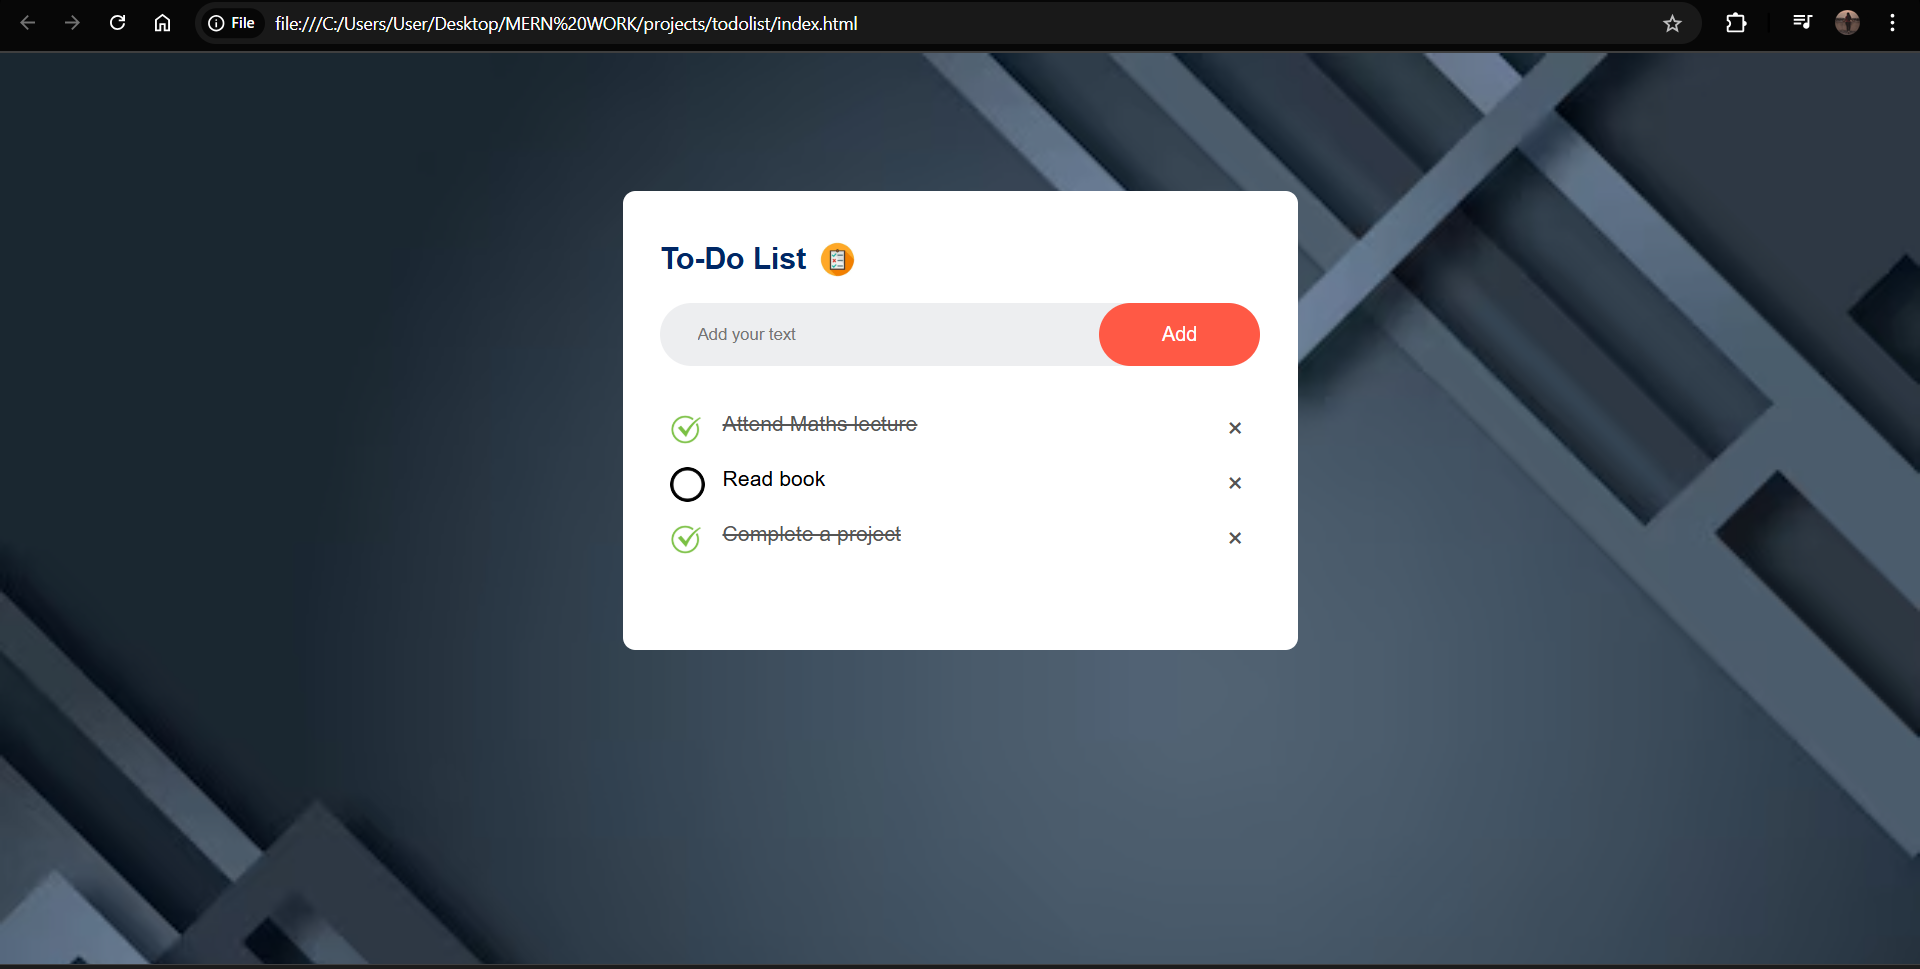 File file:///C:/Users/User/Desktop/MERN%20WORK/projects/todolist/index.html
To-Do List
Add your text Add
Attend Maths lecture ×
Read book ×
Complete a project ×